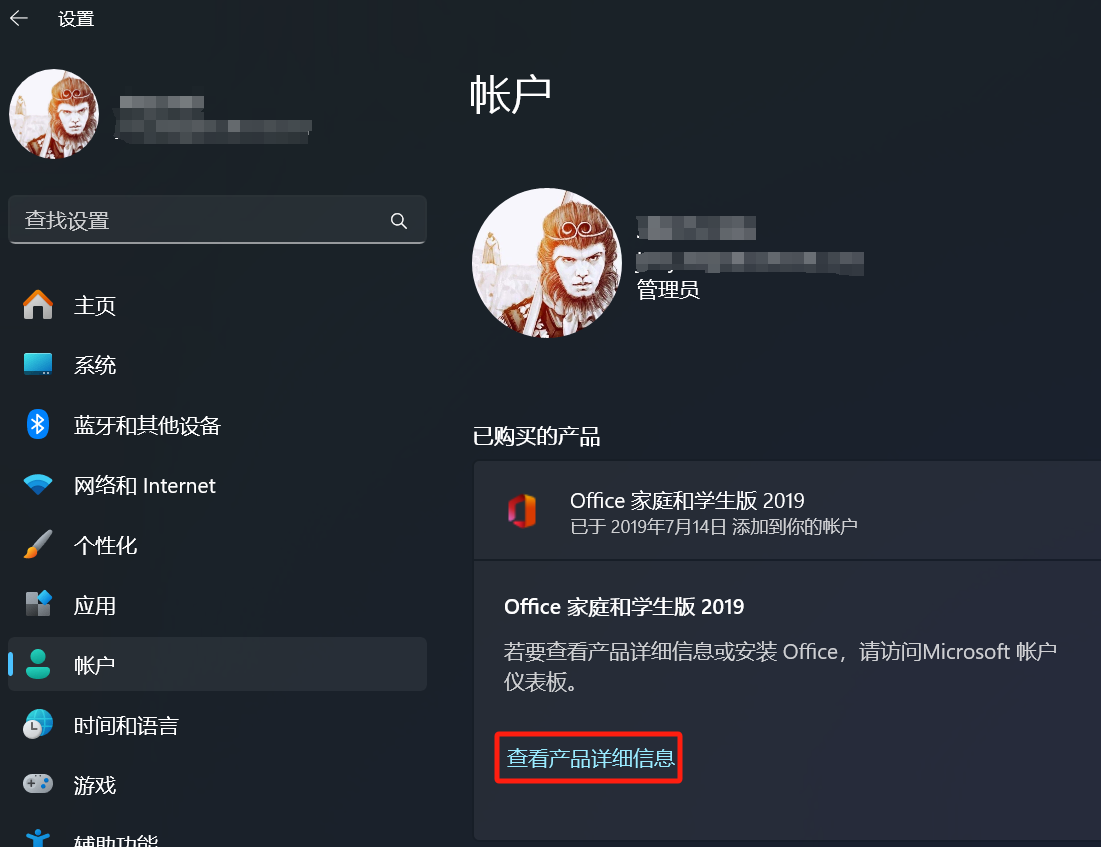 设置
查找设置
主页
系统
蓝牙和其他设备
网络和 Internet
个性化
应用
帐户
时间和语言
游戏
辅助功能
帐户
管理员
已购买的产品
Office 家庭和学生版 2019
已于 2019年7月14日 添加到你的帐户
Office 家庭和学生版 2019
若要查看产品详细信息或安装 Office，请访问Microsoft 帐户
仪表板。
查看产品详细信息